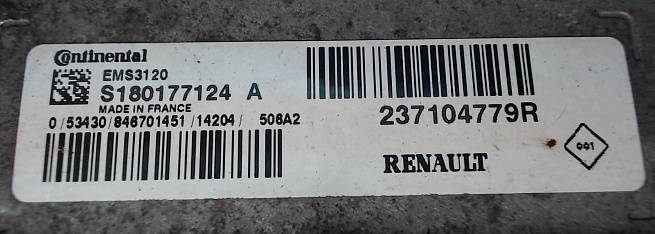 Continental
EMS3120
S180177124 A
MADE IN FRANCE
0/53430/846701451/14204/ 506A2
237104779R
RENAULT
001